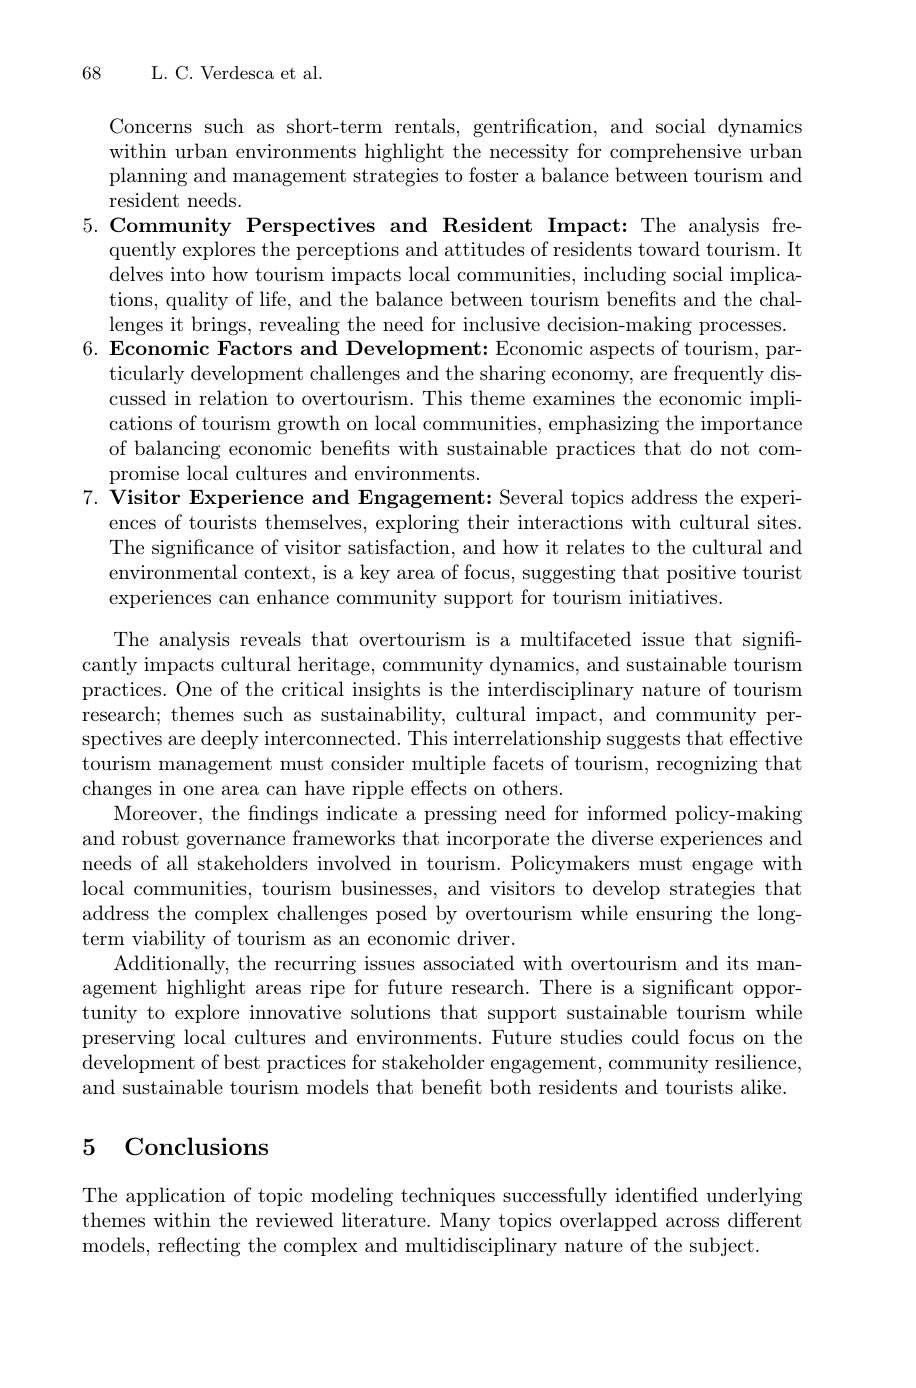 68 L. C. Verdesca et al.
Concerns such as short-term rentals, gentrification, and social dynamics
within urban environments highlight the necessity for comprehensive urban
planning and management strategies to foster a balance between tourism and
resident needs.
5. Community Perspectives and Resident Impact: The analysis fre-
quently explores the perceptions and attitudes of residents toward tourism. It
delves into how tourism impacts local communities, including social implica-
tions, quality of life, and the balance between tourism benefits and the chal-
lenges it brings, revealing the need for inclusive decision-making processes.
6. Economic Factors and Development: Economic aspects of tourism, par-
ticularly development challenges and the sharing economy, are frequently dis-
cussed in relation to overtourism. This theme examines the economic impli-
cations of tourism growth on local communities, emphasizing the importance
of balancing economic benefits with sustainable practices that do not com-
promise local cultures and environments.
7. Visitor Experience and Engagement: Several topics address the experi-
ences of tourists themselves, exploring their interactions with cultural sites.
The significance of visitor satisfaction, and how it relates to the cultural and
environmental context, is a key area of focus, suggesting that positive tourist
experiences can enhance community support for tourism initiatives.
The analysis reveals that overtourism is a multifaceted issue that signifi-
cantly impacts cultural heritage, community dynamics, and sustainable tourism
practices. One of the critical insights is the interdisciplinary nature of tourism
research; themes such as sustainability, cultural impact, and community per-
spectives are deeply interconnected. This interrelationship suggests that effective
tourism management must consider multiple facets of tourism, recognizing that
changes in one area can have ripple effects on others.
Moreover, the findings indicate a pressing need for informed policy-making
and robust governance frameworks that incorporate the diverse experiences and
needs of all stakeholders involved in tourism. Policymakers must engage with
local communities, tourism businesses, and visitors to develop strategies that
address the complex challenges posed by overtourism while ensuring the long-
term viability of tourism as an economic driver.
Additionally, the recurring issues associated with overtourism and its man-
agement highlight areas ripe for future research. There is a significant oppor-
tunity to explore innovative solutions that support sustainable tourism while
preserving local cultures and environments. Future studies could focus on the
development of best practices for stakeholder engagement, community resilience,
and sustainable tourism models that benefit both residents and tourists alike.
5 Conclusions
The application of topic modeling techniques successfully identified underlying
themes within the reviewed literature. Many topics overlapped across different
models, reflecting the complex and multidisciplinary nature of the subject.